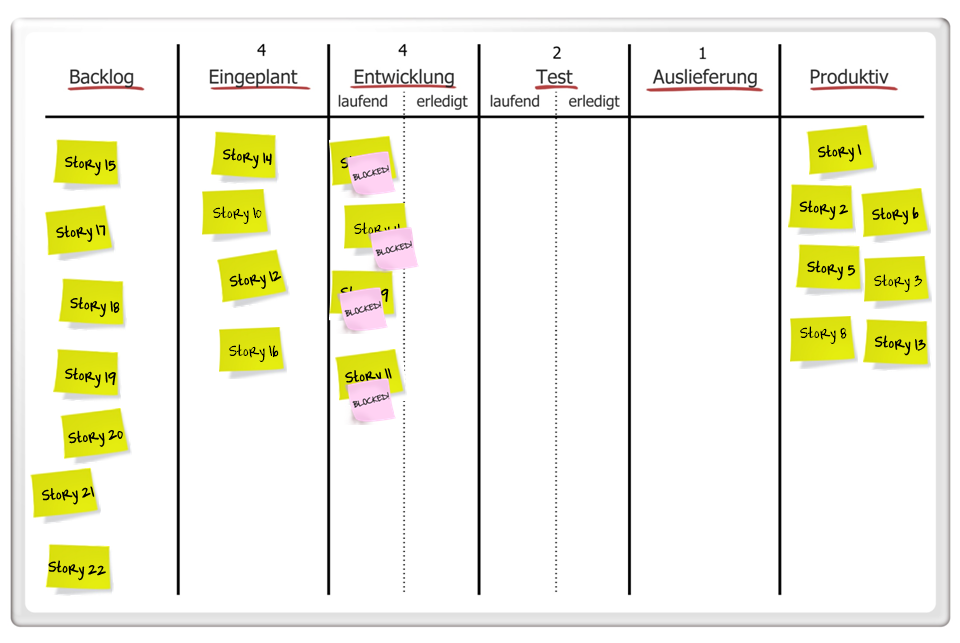 4
4
2
1
Backlog
Eingeplant
Entwicklung
Test
Auslieferung
Produktiv
laufend
erledigt
laufend
erledigt
Story 15
Story 17
Story 18
Story 19
Story 20
Story 21
Story 22
Story 14
Story 10
Story 12
Story 16
BLOCKED!
Story
BLOCKED!
9
BLOCKED!
Story 11
BLOCKED!
Story 1
Story 2
Story 6
Story 5
Story 3
Story 8
Story 13